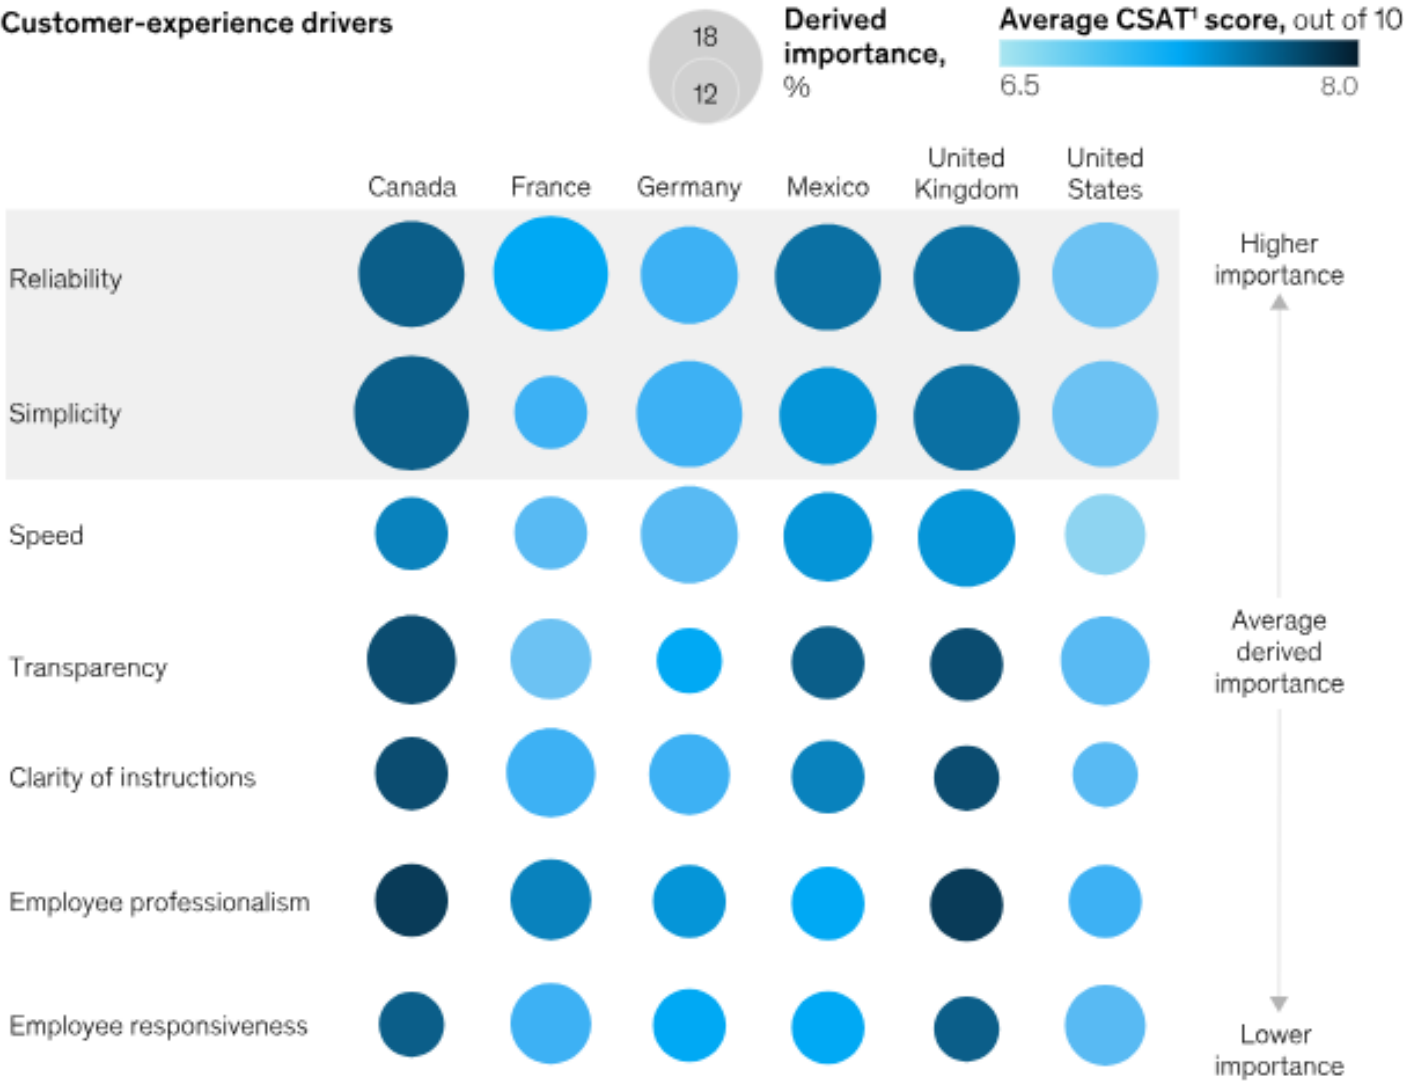 Customer-experience drivers
18
12
Derived
importance,
%
Average CSAT¹ score, out of 10
6.5
8.0
Canada
France
Germany
Mexico
United
Kingdom
United
States
Reliability
Simplicity
Speed
Transparency
Clarity of instructions
Employee professionalism
Employee responsiveness
Higher
importance
Average
derived
importance
Lower
importance